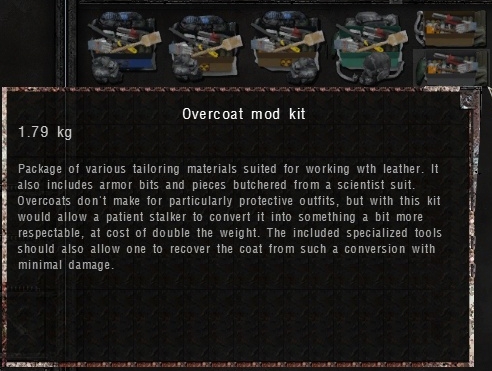 Overcoat mod kit
1.79 kg
Package of various tailoring materials suited for working wth leather. It
also includes armor bits and pieces butchered from a scientist suit.
Overcoats don't make for particularly protective outfits, but with this kit
would allow a patient stalker to convert it into something a bit more
respectable, at cost of double the weight. The included specialized tools
should also allow one to recover the coat from such a conversion with
minimal damage.